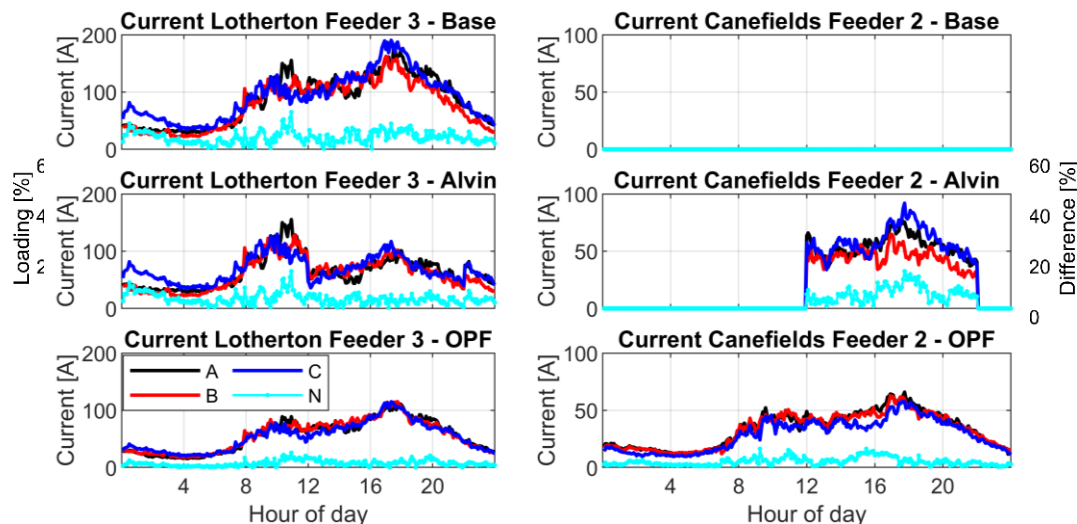 Current Lotherton Feeder 3 - Base
Current [A]
200
100
0
Current Canefields Feeder 2 - Base
Current [A]
100
50
0
Loading [%]
6
4
2
Current Lotherton Feeder 3 - Alvin
Current [A]
200
100
0
Current Canefields Feeder 2 - Alvin
Current [A]
100
50
0
60
40
20
0
Difference [%]
Current Lotherton Feeder 3 - OPF
Current [A]
200
100
0
A C
B N
4 8 12 16 20
Hour of day
Current Canefields Feeder 2 - OPF
Current [A]
100
50
0
4 8 12 16 20
Hour of day